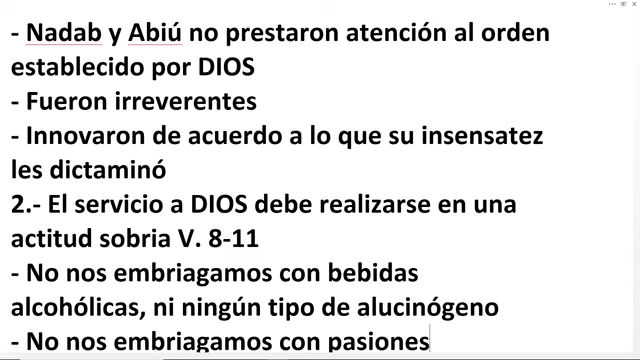 - Nadab y Abiú no prestaron atención al orden
establecido por DIOS
- Fueron irreverentes
- Innovaron de acuerdo a lo que su insensatez
les dictaminó
2.- El servicio a DIOS debe realizarse en una
actitud sobria V. 8-11
- No nos embriagamos con bebidas
alcohólicas, ni ningún tipo de alucinógeno
- No nos embriagamos con pasiones